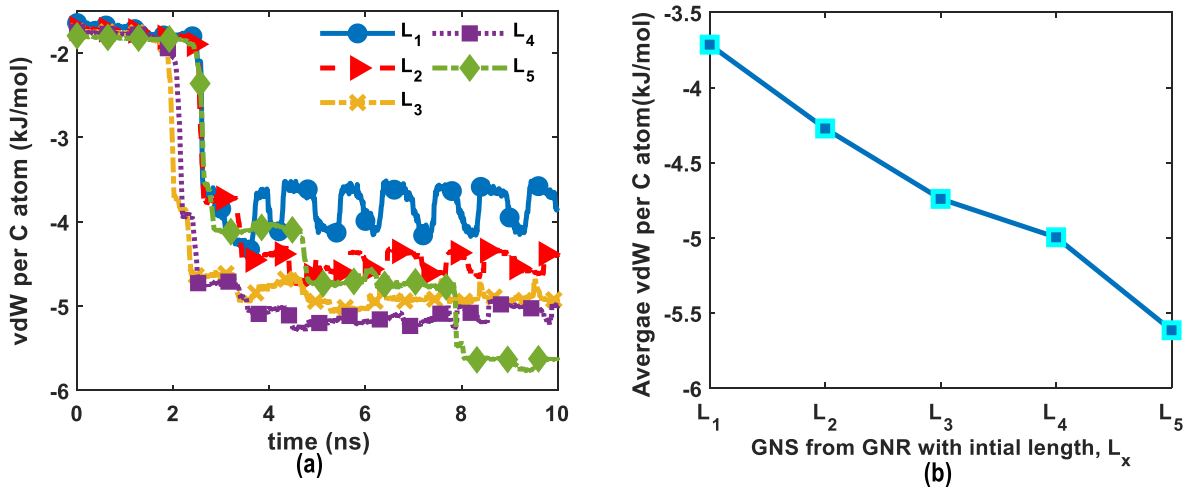 -2
-3
-4
-5
-6
0
2
4
6
8
10
vdW per C atom (kJ/mol)
time (ns)
L1
L2
L3
L4
L5
(a)
-3.5
-4
-4.5
-5
-5.5
-6
L1
L2
L3
L4
L5
Avergae vdW per C atom(kJ/mol)
GNS from GNR with intial length, Lx
(b)